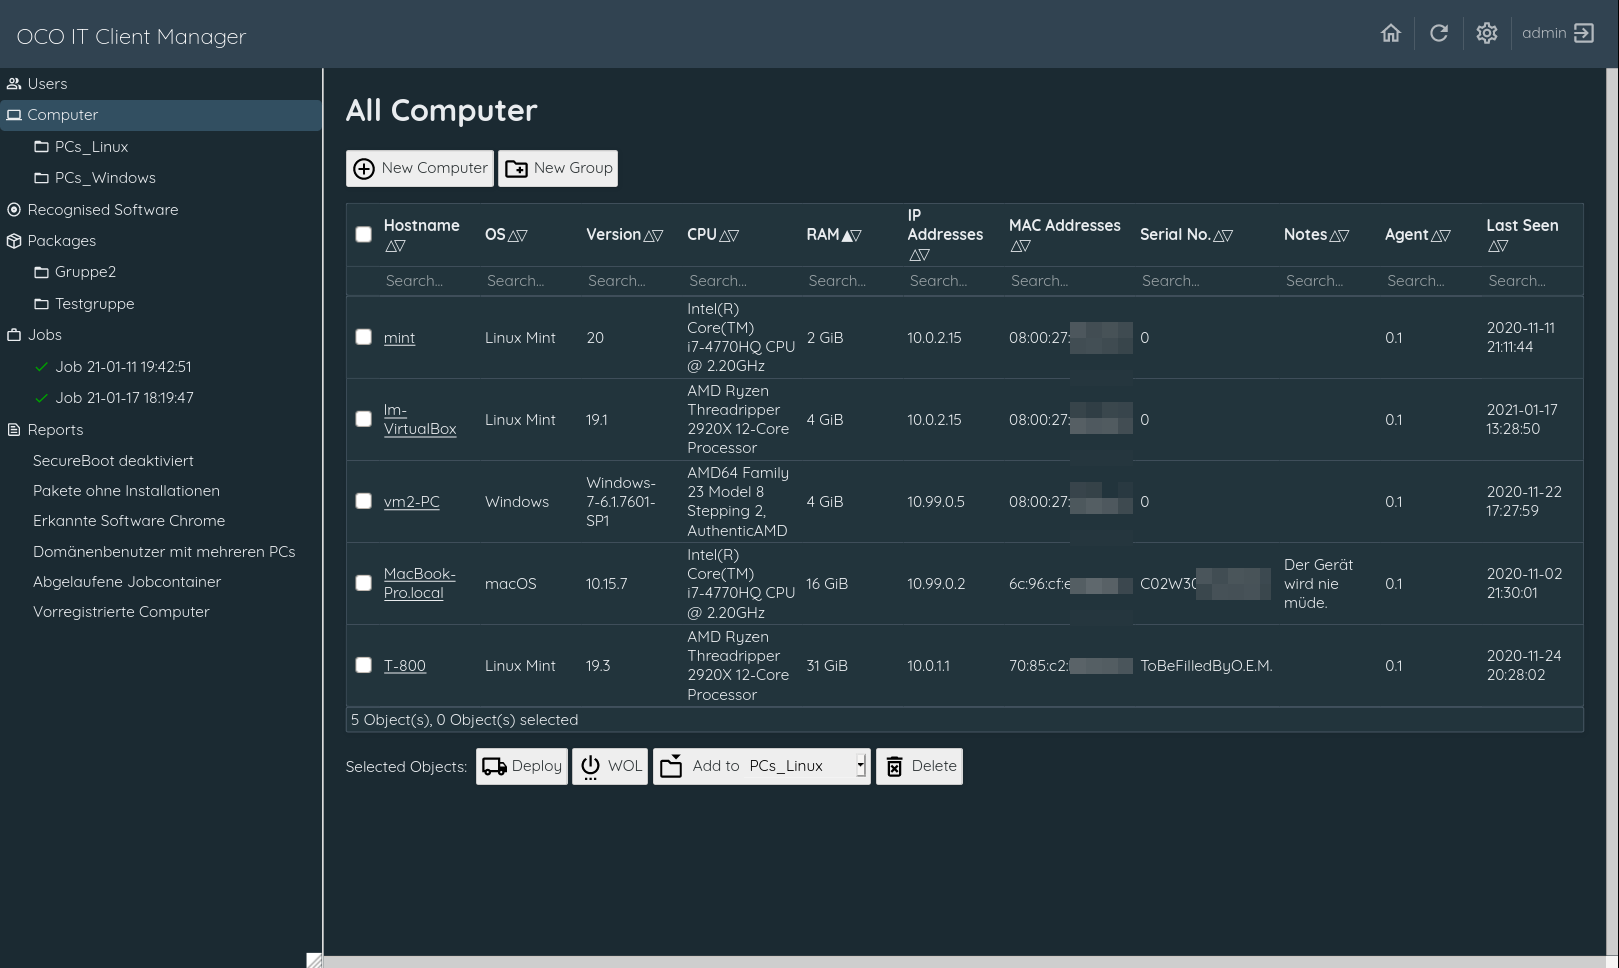 OCO IT Client Manager
admin
Users
Computer
PCs_Linux
PCs_Windows
Recognised Software
Packages
Gruppe2
Testgruppe
Jobs
Job 21-01-11 19:42:51
Job 21-01-17 18:19:47
Reports
SecureBoot deaktiviert
Pakete ohne Installationen
Erkannte Software Chrome
Domänenbenutzer mit mehreren PCs
Abgelaufene Jobcontainer
Vorregistrierte Computer
All Computer
New Computer New Group
Hostname OS Version CPU RAM IP Addresses MAC Addresses Serial No. Notes Agent Last Seen
Search... Search... Search... Search... Search... Search... Search... Search... Search... Search... Search...
mint Linux Mint 20 Intel(R) Core(TM) i7-4770HQ CPU @ 2.20GHz 2 GiB 10.0.2.15 08:00:27: 0 0.1 2020-11-11 21:11:44
lm-VirtualBox Linux Mint 19.1 AMD Ryzen Threadripper 2920X 12-Core Processor 4 GiB 10.0.2.15 08:00:27: 0 0.1 2021-01-17 13:28:50
vm2-PC Windows Windows-7-6.1.7601-SP1 AMD64 Family 23 Model 8 Stepping 2, AuthenticAMD 4 GiB 10.99.0.5 08:00:27: 0 0.1 2020-11-22 17:27:59
MacBook-Pro.local macOS 10.15.7 Intel(R) Core(TM) i7-4770HQ CPU @ 2.20GHz 16 GiB 10.99.0.2 6c:96:cf:e C02W30 Der Gerät wird nie müde. 0.1 2020-11-02 21:30:01
T-800 Linux Mint 19.3 AMD Ryzen Threadripper 2920X 12-Core Processor 31 GiB 10.0.1.1 70:85:c2: ToBeFilledByO.E.M. 0.1 2020-11-24 20:28:02
5 Object(s), 0 Object(s) selected
Selected Objects: Deploy WOL Add to PCs_Linux Delete